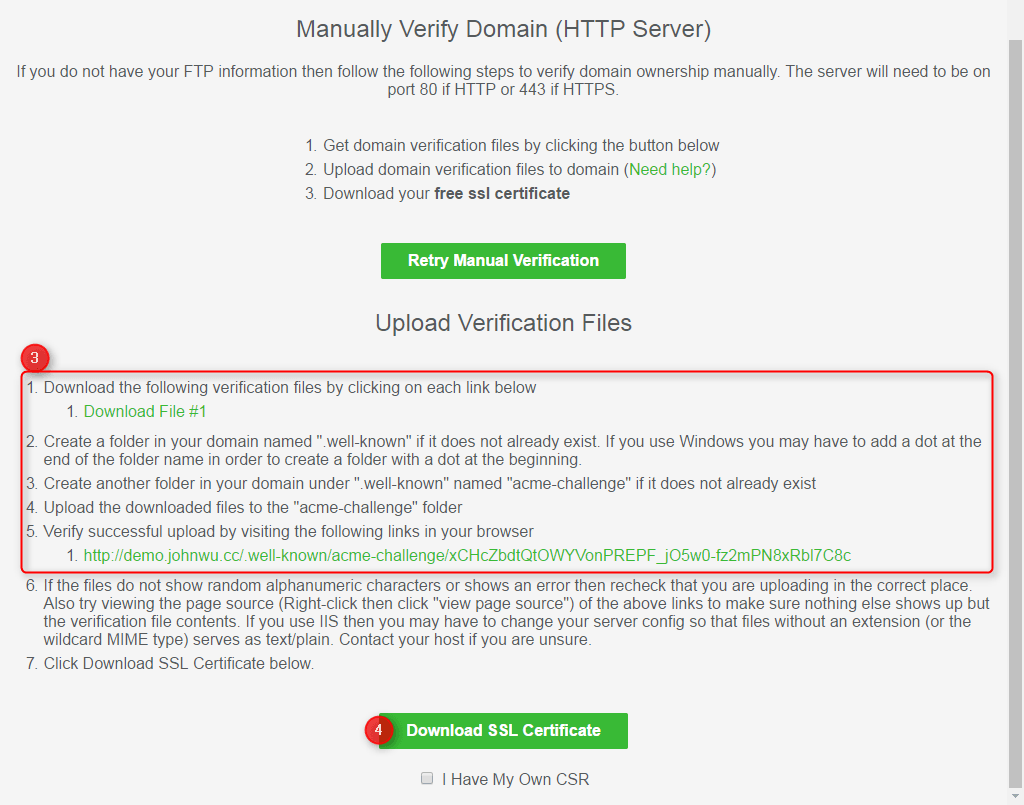 Manually Verify Domain (HTTP Server)
If you do not have your FTP information then follow the following steps to verify domain ownership manually. The server will need to be on
port 80 if HTTP or 443 if HTTPS.
1. Get domain verification files by clicking the button below
2. Upload domain verification files to domain (Need help?)
3. Download your free ssl certificate
Retry Manual Verification
Upload Verification Files
3
1. Download the following verification files by clicking on each link below
1. Download File #1
2. Create a folder in your domain named ".well-known" if it does not already exist. If you use Windows you may have to add a dot at the
end of the folder name in order to create a folder with a dot at the beginning.
3. Create another folder in your domain under ".well-known" named "acme-challenge" if it does not already exist
4. Upload the downloaded files to the "acme-challenge" folder
5. Verify successful upload by visiting the following links in your browser
1. http://demo.johnwu.cc/.well-known/acme-challenge/xCHcZbdtQtOWYVonPREPF_jO5w0-fz2mPN8xRbl7C8c
6. If the files do not show random alphanumeric characters or shows an error then recheck that you are uploading in the correct place.
Also try viewing the page source (Right-click then click "view page source") of the above links to make sure nothing else shows up but
the verification file contents. If you use IIS then you may have to change your server config so that files without an extension (or the
wildcard MIME type) serves as text/plain. Contact your host if you are unsure.
7. Click Download SSL Certificate below.
4 Download SSL Certificate
I Have My Own CSR